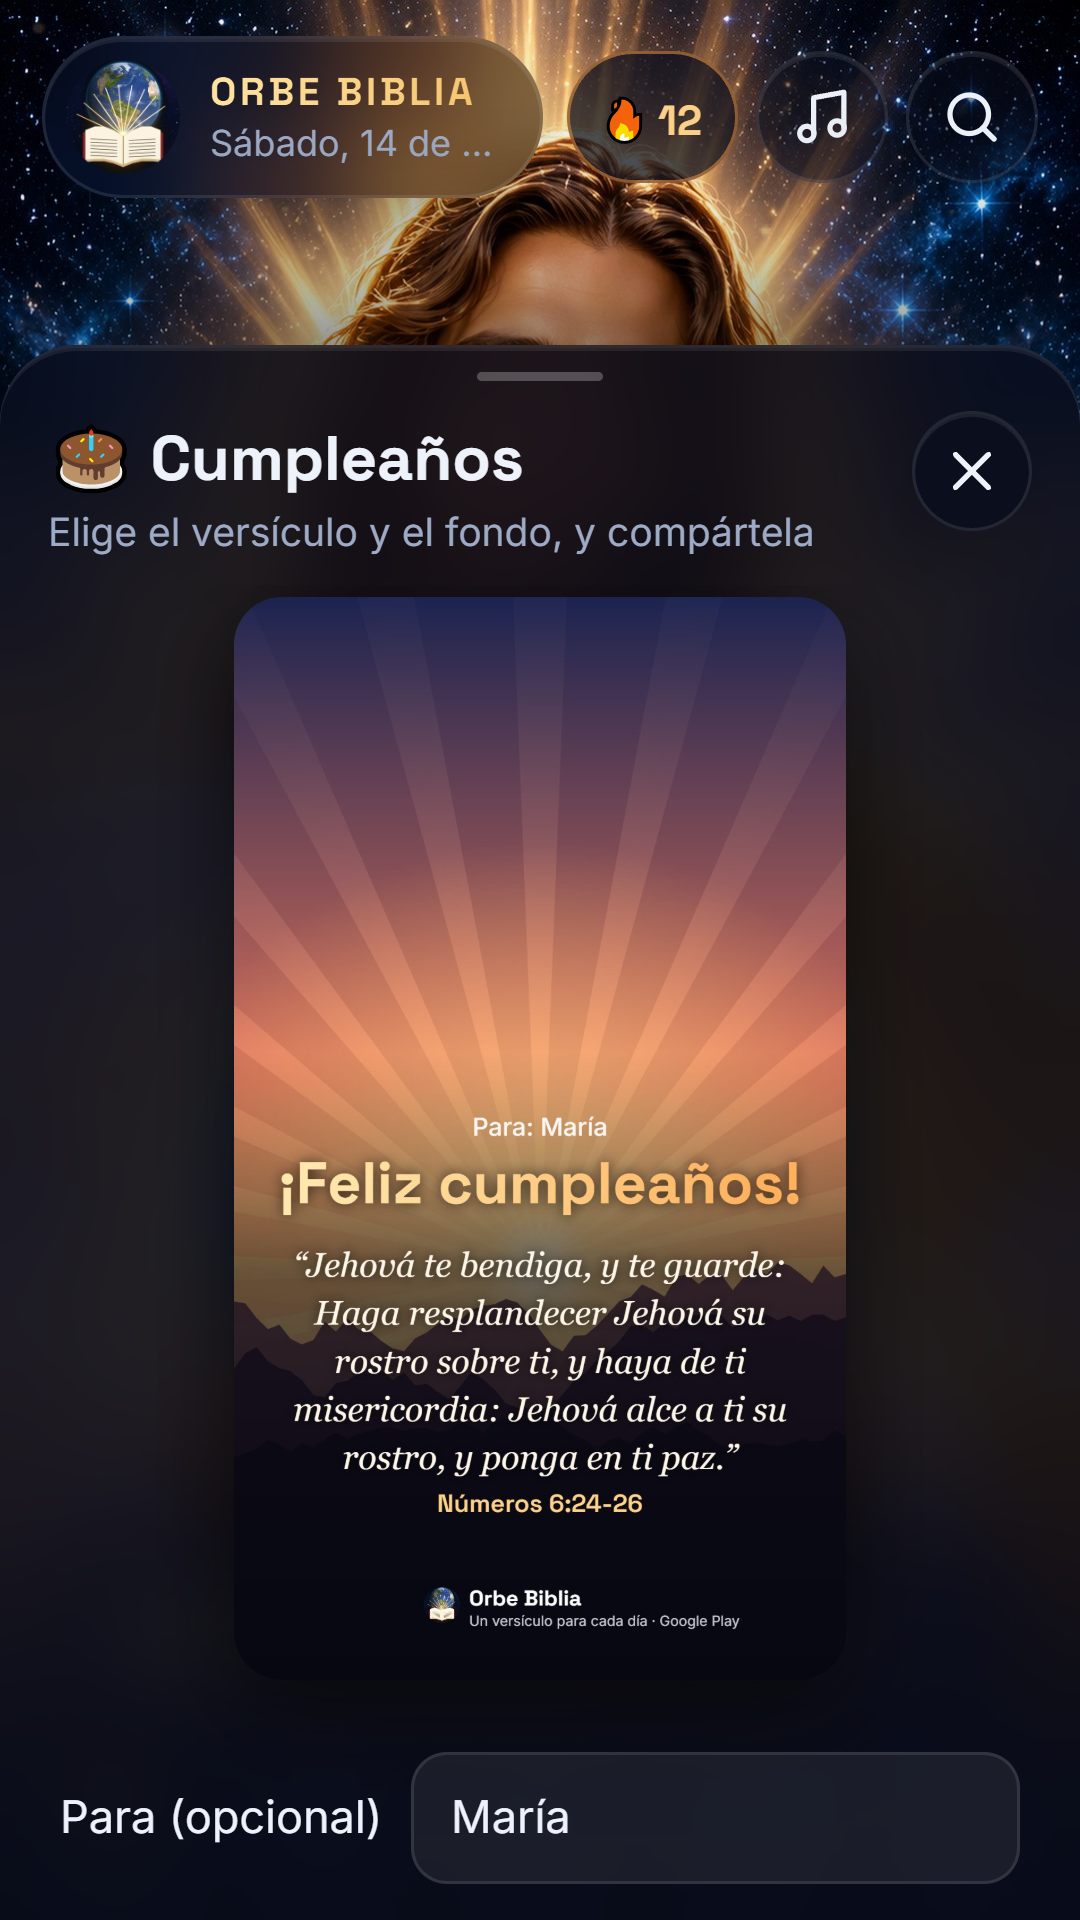 ORBE BIBLIA
Sábado, 14 de ...
12
Cumpleaños
Elige el versículo y el fondo, y compártela
Para: María
¡Feliz cumpleaños!
“Jehová te bendiga, y te guarde:
Haga resplandecer Jehová su
rostro sobre ti, y haya de ti
misericordia: Jehová alce a ti su
rostro, y ponga en ti paz.”
Números 6:24-26
Orbe Biblia
Un versículo para cada día · Google Play
Para (opcional)
María